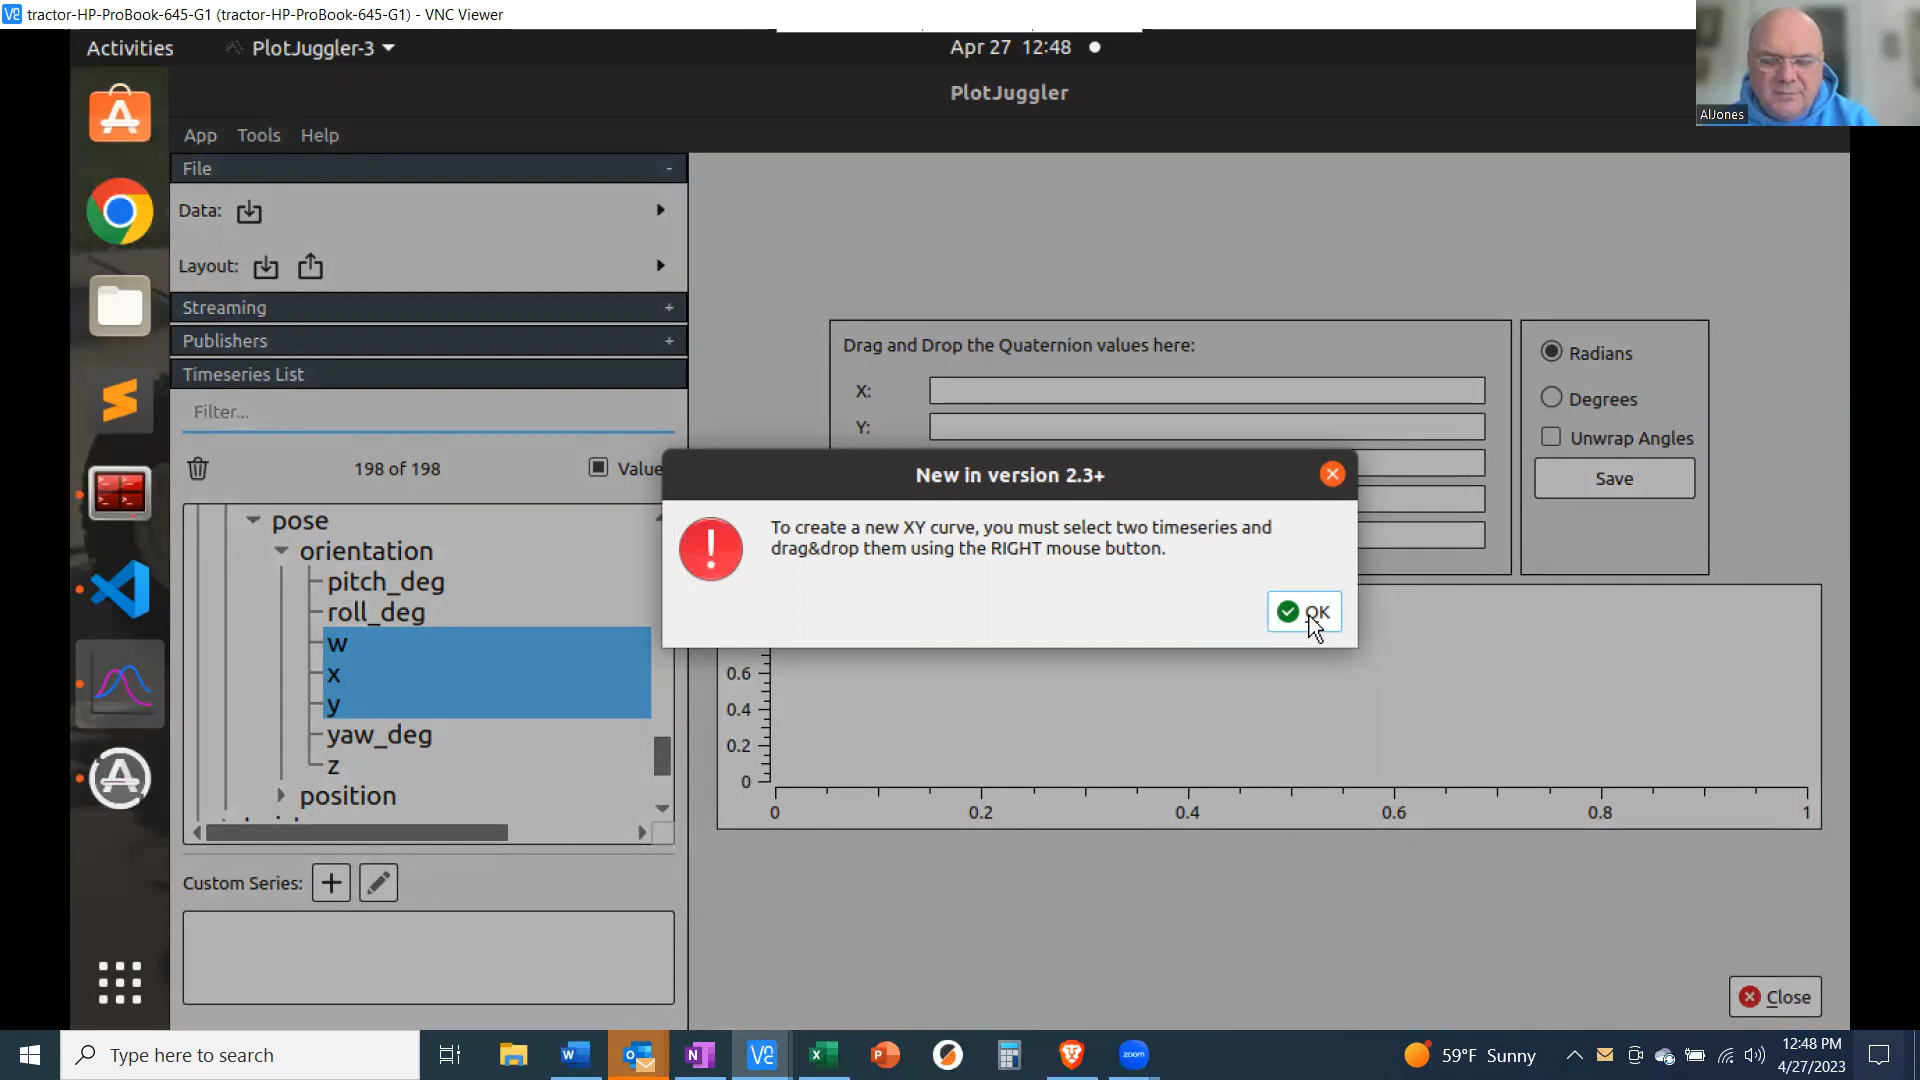 tractor-HP-ProBook-645-G1 (tractor-HP-ProBook-645-G1) - VNC Viewer
Activities
PlotJuggler-3
Apr 27 12:48
PlotJuggler
AlJones
App Tools Help
File
Data:
Layout:
Streaming
Publishers
Timeseries List
Filter...
198 of 198
Value
pose
orientation
pitch_deg
roll_deg
w
x
y
yaw_deg
z
position
Custom Series:
Drag and Drop the Quaternion values here:
X:
Y:
Radians
Degrees
Unwrap Angles
Save
New in version 2.3+
To create a new XY curve, you must select two timeseries and
drag&drop them using the RIGHT mouse button.
OK
0.6
0.4
0.2
0
0 0.2 0.4 0.6 0.8 1
Close
Type here to search
zoom
59°F Sunny
12:48 PM
4/27/2023